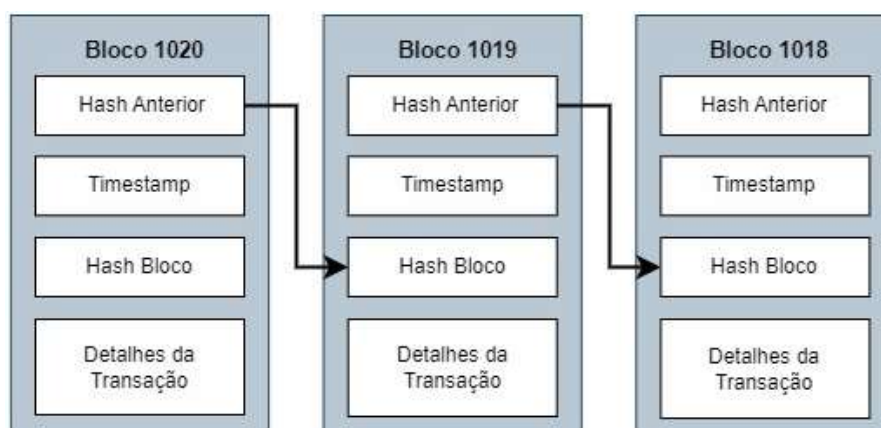 Bloco 1020
Hash Anterior
Timestamp
Hash Bloco
Detalhes da
Transação
Bloco 1019
Hash Anterior
Timestamp
Hash Bloco
Detalhes da
Transação
Bloco 1018
Hash Anterior
Timestamp
Hash Bloco
Detalhes da
Transação